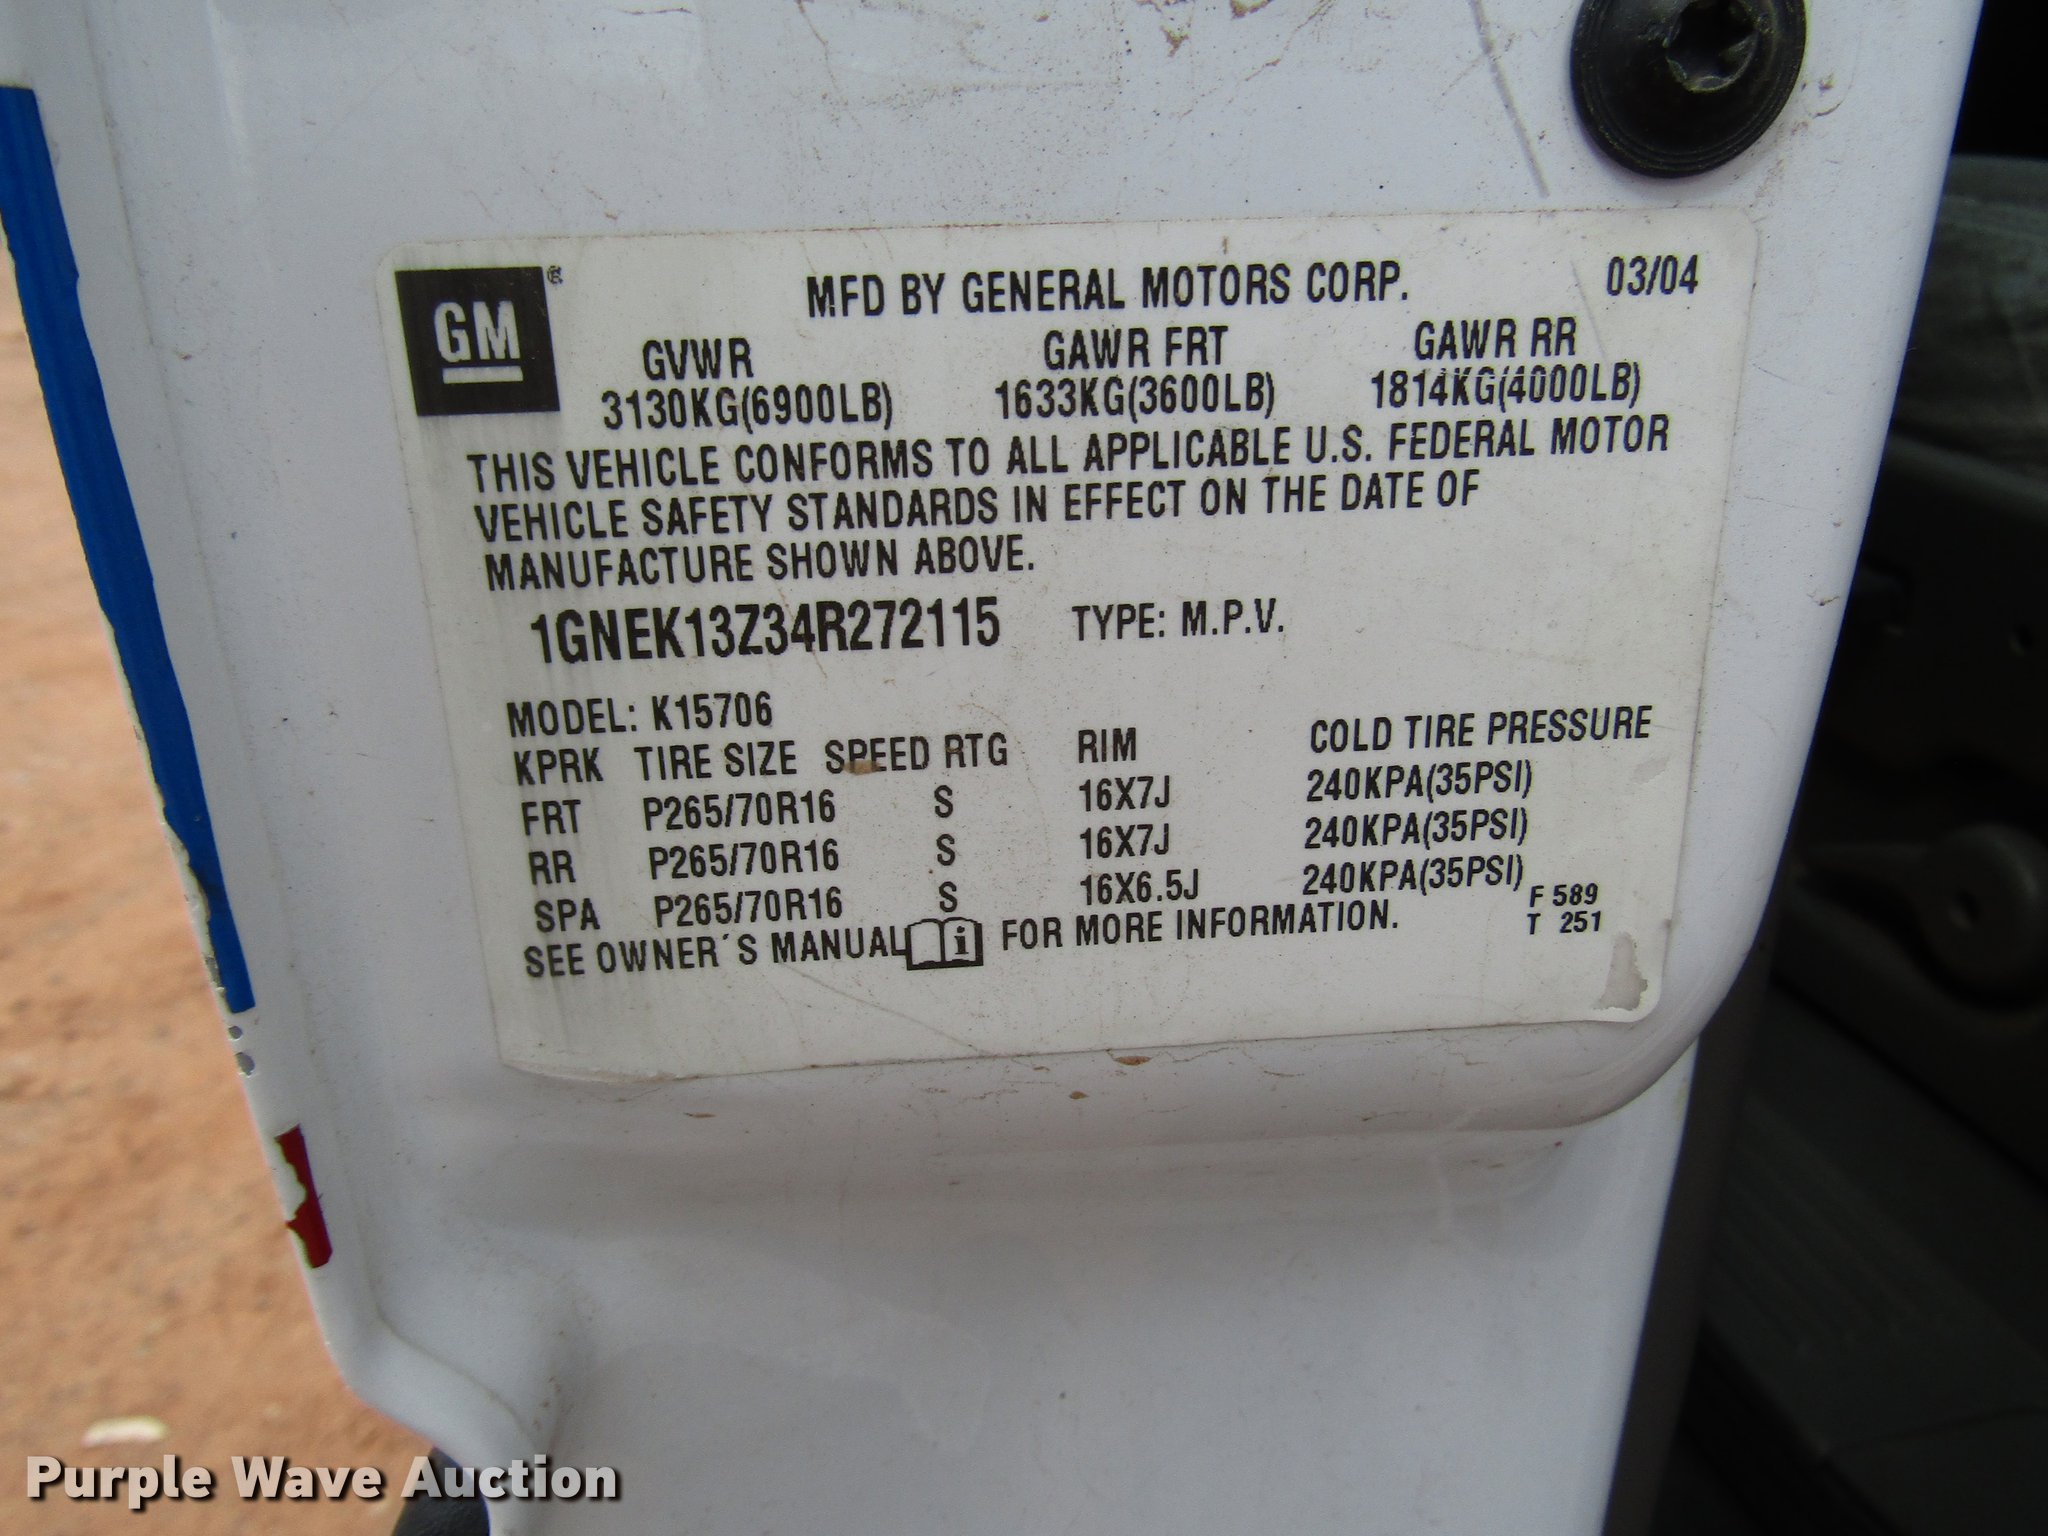 GM®
MFD BY GENERAL MOTORS CORP. 03/04
GVWR GAWR FRT GAWR RR
3130KG(6900LB) 1633KG(3600LB) 1814KG(4000LB)
THIS VEHICLE CONFORMS TO ALL APPLICABLE U.S. FEDERAL MOTOR
VEHICLE SAFETY STANDARDS IN EFFECT ON THE DATE OF
MANUFACTURE SHOWN ABOVE.
1GNEK13Z34R272115 TYPE: M.P.V.
MODEL: K15706
KPRK TIRE SIZE SPEED RTG RIM COLD TIRE PRESSURE
FRT P265/70R16 S 16X7J 240KPA(35PSI)
RR P265/70R16 S 16X7J 240KPA(35PSI)
SPA P265/70R16 S 16X6.5J 240KPA(35PSI)
SEE OWNER´S MANUAL i FOR MORE INFORMATION.
F 589
T 251
Purple Wave Auction